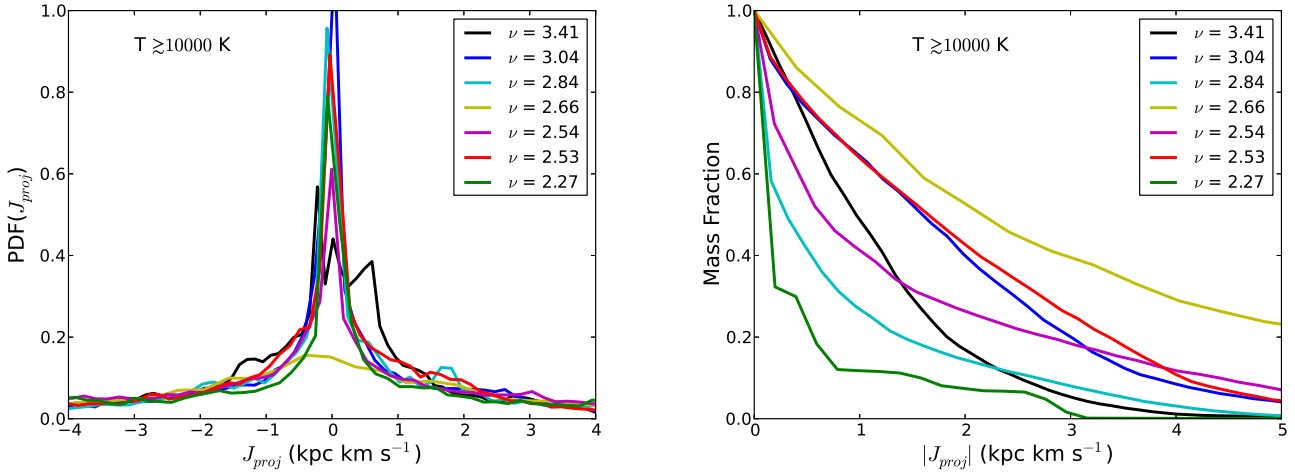 T ≳10000 K
ν = 3.41
ν = 3.04
ν = 2.84
ν = 2.66
ν = 2.54
ν = 2.53
ν = 2.27
1.0
0.8
0.6
0.4
0.2
0.0
PDF(J_proj)
−4 −3 −2 −1 0 1 2 3 4
J_proj (kpc km s⁻¹)
T ≳10000 K
ν = 3.41
ν = 3.04
ν = 2.84
ν = 2.66
ν = 2.54
ν = 2.53
ν = 2.27
1.0
0.8
0.6
0.4
0.2
0.0
Mass Fraction
0 1 2 3 4 5
|J_proj| (kpc km s⁻¹)